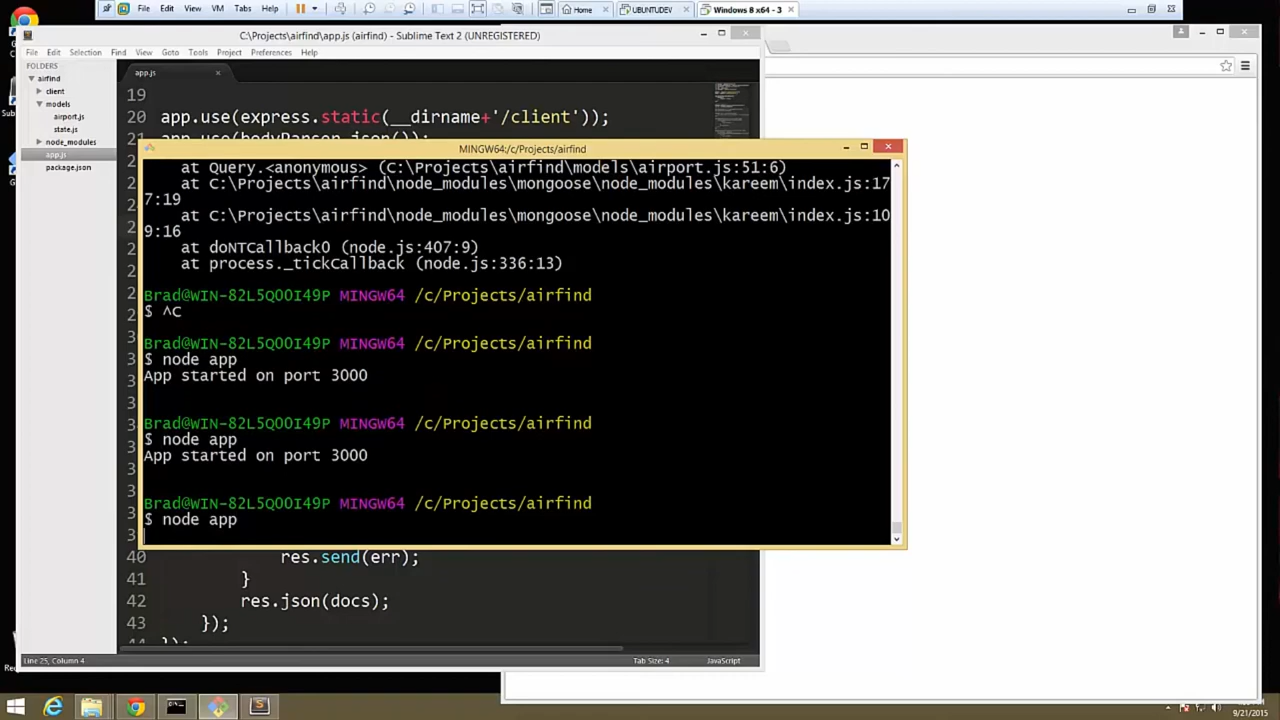 File Edit View VM Tabs Help
Home
UBUNTUDEV
Windows 8 x64 - 3
C:\Projects\airfind\app.js (airfind) - Sublime Text 2 (UNREGISTERED)
File Edit Selection Find View Goto Tools Project Preferences Help
FOLDERS
airfind
client
models
airport.js
state.js
node_modules
app.js
package.json
app.js
19
20 app.use(express.static(__dirname+'/client'));
21 app.use(bodyParser.json());
MINGW64:/c/Projects/airfind
at Query.<anonymous> (C:\Projects\airfind\models\airport.js:51:6)
at C:\Projects\airfind\node_modules\mongoose\node_modules\kareem\index.js:17
7:19
at C:\Projects\airfind\node_modules\mongoose\node_modules\kareem\index.js:10
9:16
at doNTCallback0 (node.js:407:9)
at process._tickCallback (node.js:336:13)
Brad@WIN-82L5Q0OI49P MINGW64 /c/Projects/airfind
$ ^C
Brad@WIN-82L5Q0OI49P MINGW64 /c/Projects/airfind
$ node app
App started on port 3000
Brad@WIN-82L5Q0OI49P MINGW64 /c/Projects/airfind
$ node app
App started on port 3000
Brad@WIN-82L5Q0OI49P MINGW64 /c/Projects/airfind
$ node app
40 res.send(err);
41 }
42 res.json(docs);
43 });
Line 25, Column 4
Tab Size: 4
JavaScript
9/21/2015